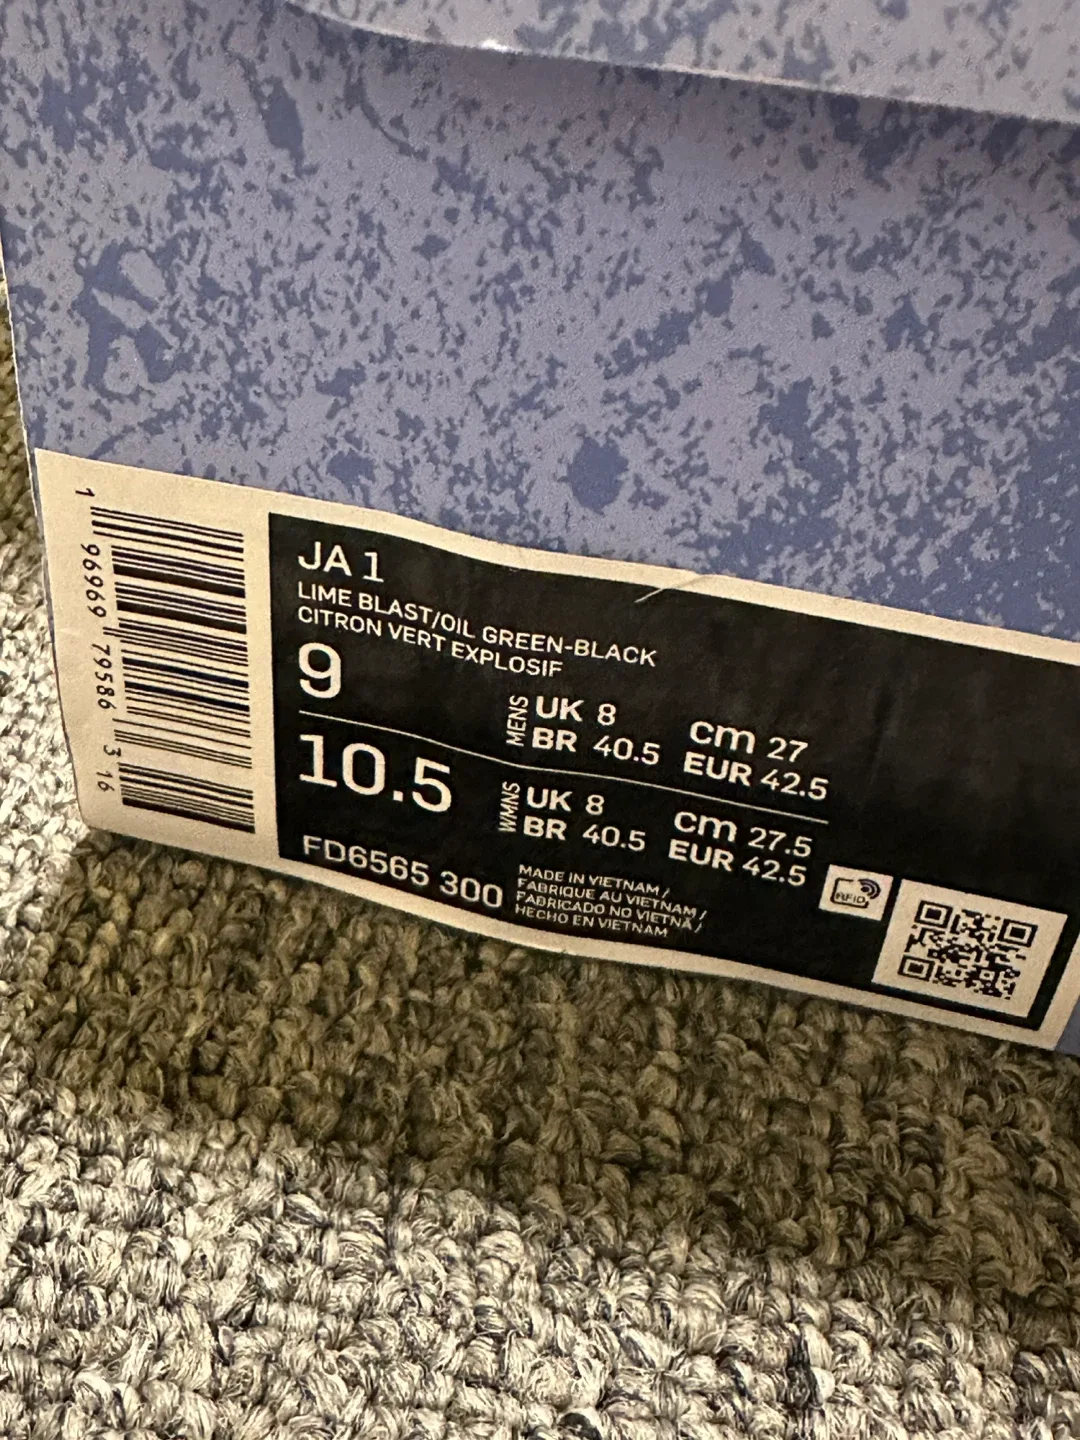 JA 1
LIME BLAST/OIL GREEN-BLACK
CITRON VERT EXPLOSIF
9
MENS UK 8 cm 27
BR 40.5 EUR 42.5
10.5
WMNS UK 8 cm 27.5
BR 40.5 EUR 42.5
FD6565 300
MADE IN VIETNAM /
FABRIQUE AU VIETNAM /
FABRICADO NO VIETNÃ /
HECHO EN VIETNAM
RFID
1 96969 79586 3 16